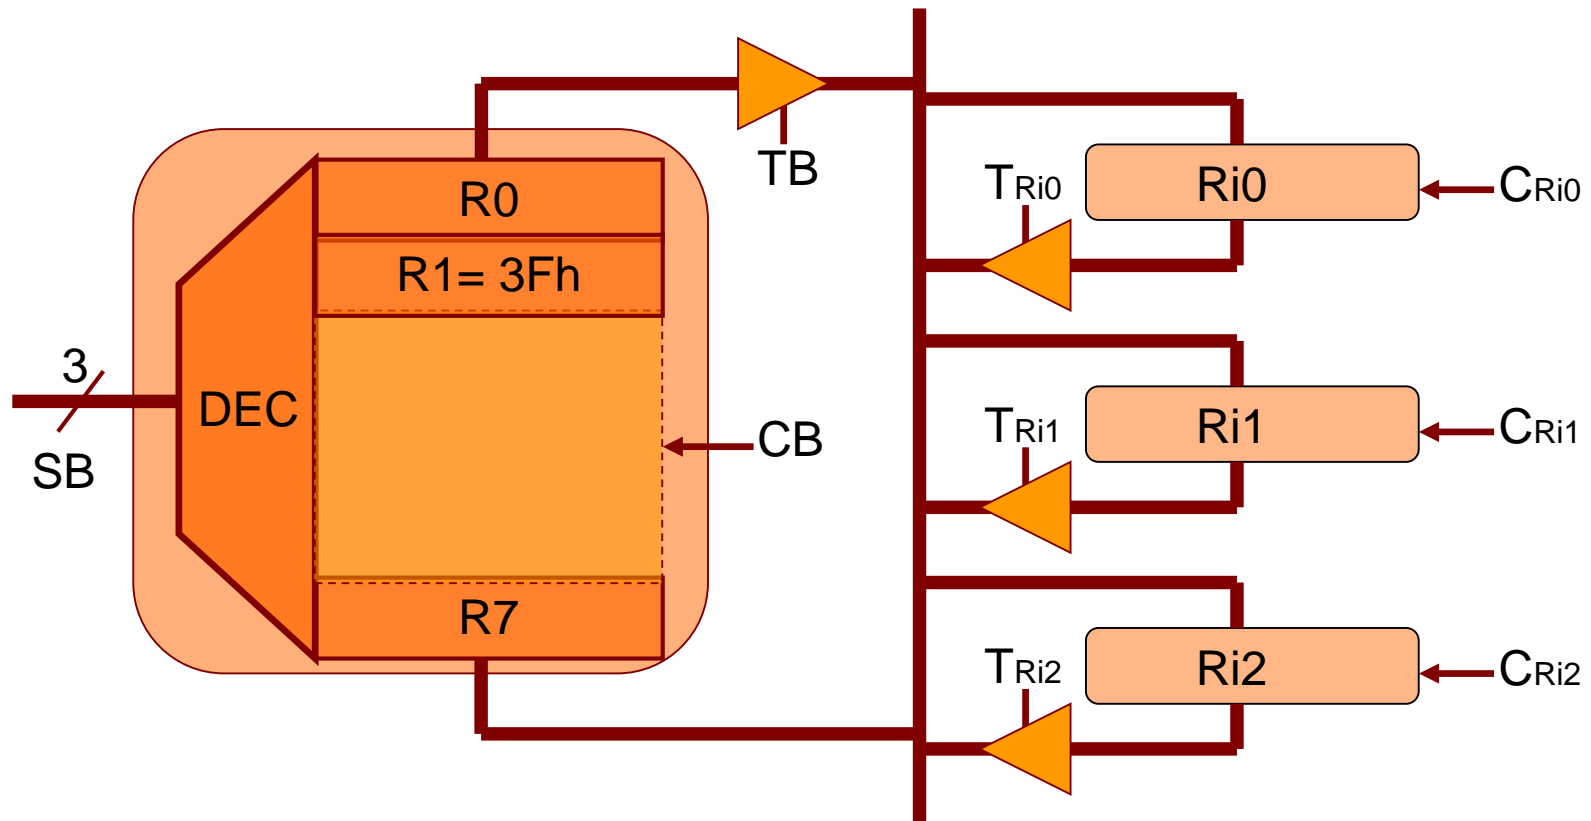 TB
R0
TRi0
Ri0
CRi0
R1= 3Fh
3
DEC
SB
CB
TRi1
Ri1
CRi1
R7
TRi2
Ri2
CRi2